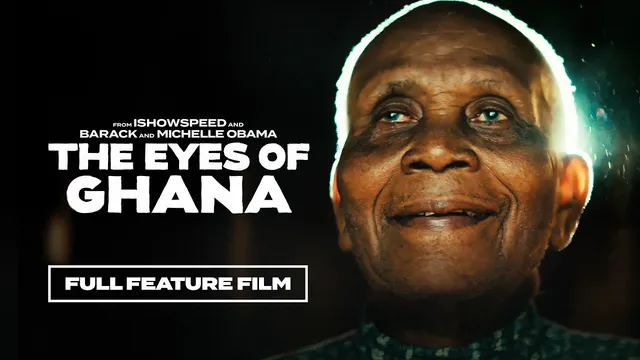 FROM ISHOWSPEED AND
BARACK AND MICHELLE OBAMA
THE EYES OF
GHANA
FULL FEATURE FILM